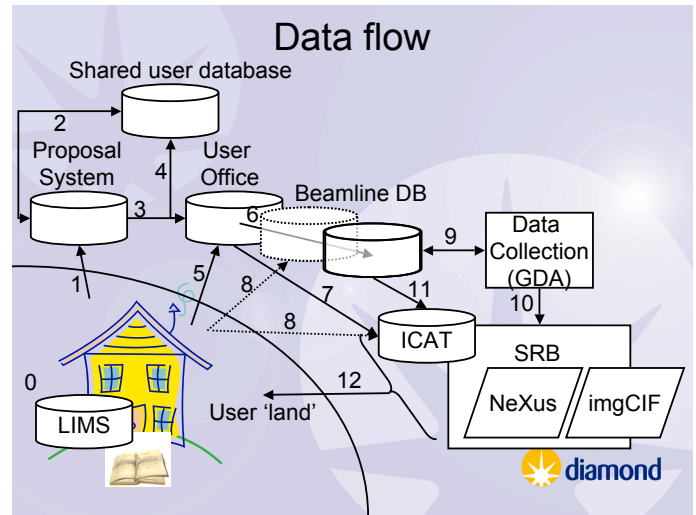 Data flow
Shared user database
2
Proposal
System
4
User
Office
3
6
Beamline DB
9
Data
Collection
(GDA)
1
5
8
7
11
10
8
ICAT
SRB
0
12
NeXus
imgCIF
User ‘land’
LIMS
diamond